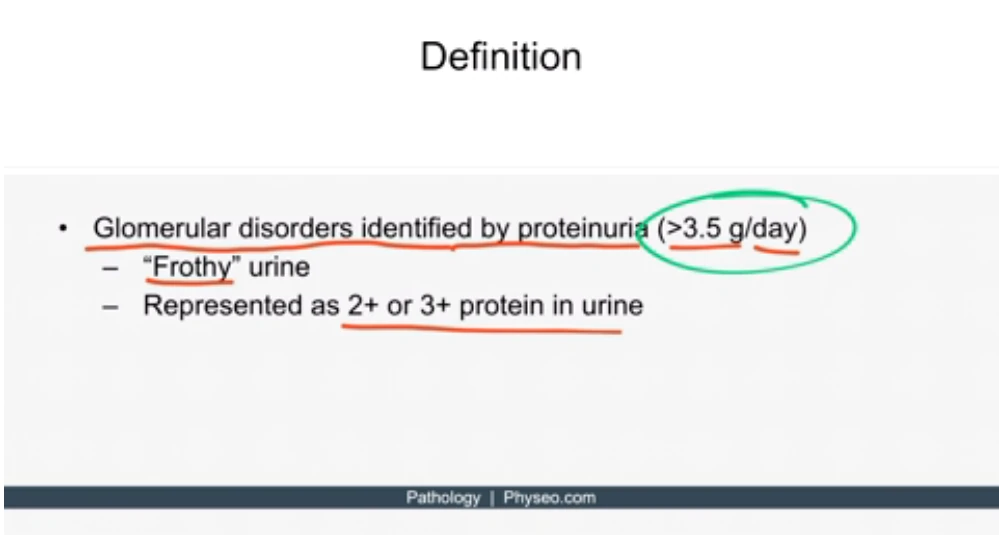 Definition
• Glomerular disorders identified by proteinuria (>3.5 g/day)
– “Frothy” urine
– Represented as 2+ or 3+ protein in urine
Pathology | Physeo.com